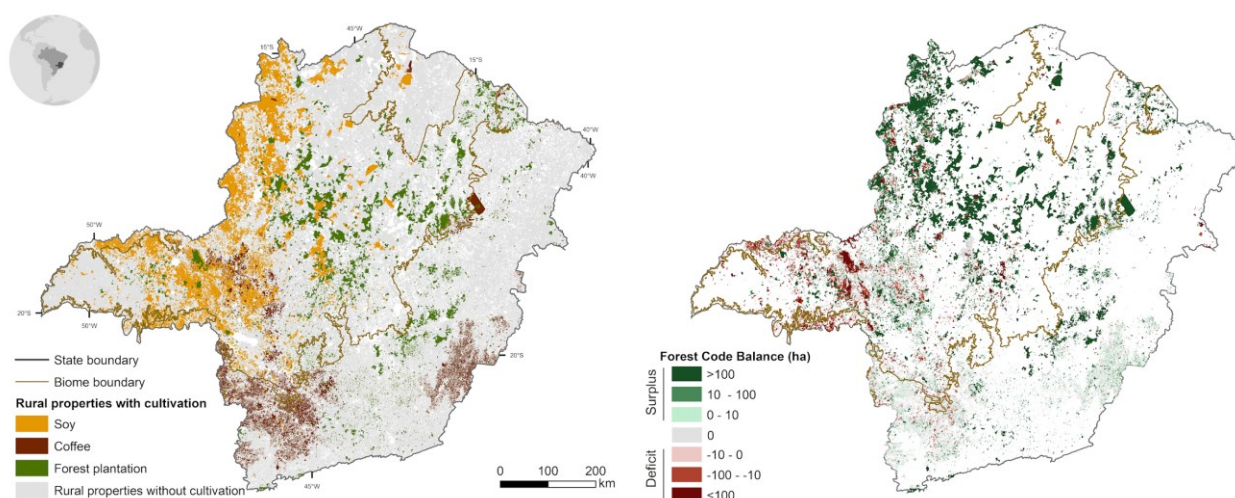 45°W
15°S
15°S
40°W
40°W
50°W
20°S
50°W
20°S
45°W
State boundary
Biome boundary
Rural properties with cultivation
Soy
Coffee
Forest plantation
Rural properties without cultivation
0 100 200
km
Forest Code Balance (ha)
Surplus
>100
10 - 100
0 - 10
0
Deficit
-10 - 0
-100 - -10
<100